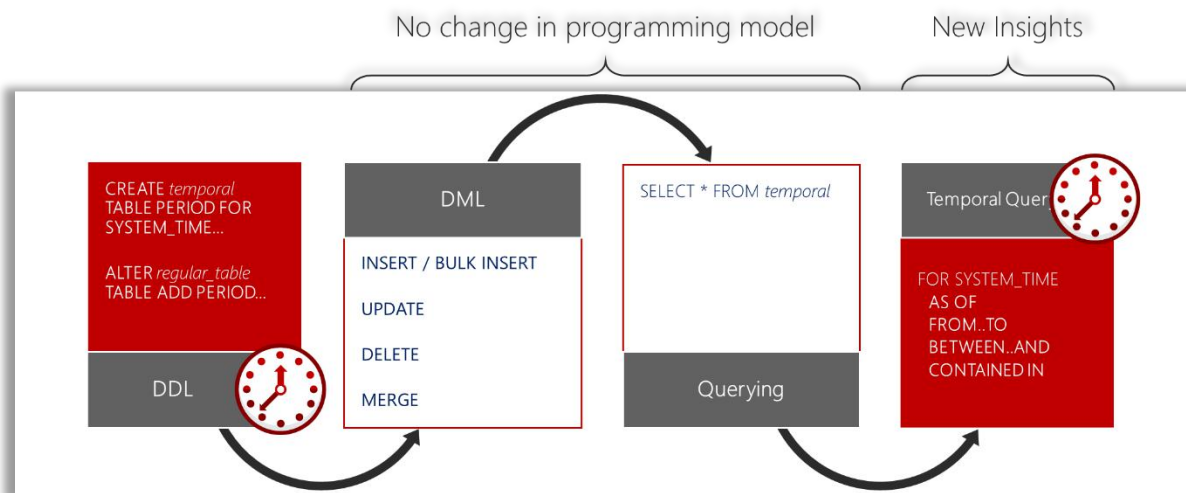 No change in programming model
New Insights
CREATE temporal
TABLE PERIOD FOR
SYSTEM_TIME...
ALTER regular_table
TABLE ADD PERIOD...
DDL
DML
INSERT / BULK INSERT
UPDATE
DELETE
MERGE
SELECT * FROM temporal
Querying
Temporal Quer
FOR SYSTEM_TIME
AS OF
FROM..TO
BETWEEN..AND
CONTAINED IN